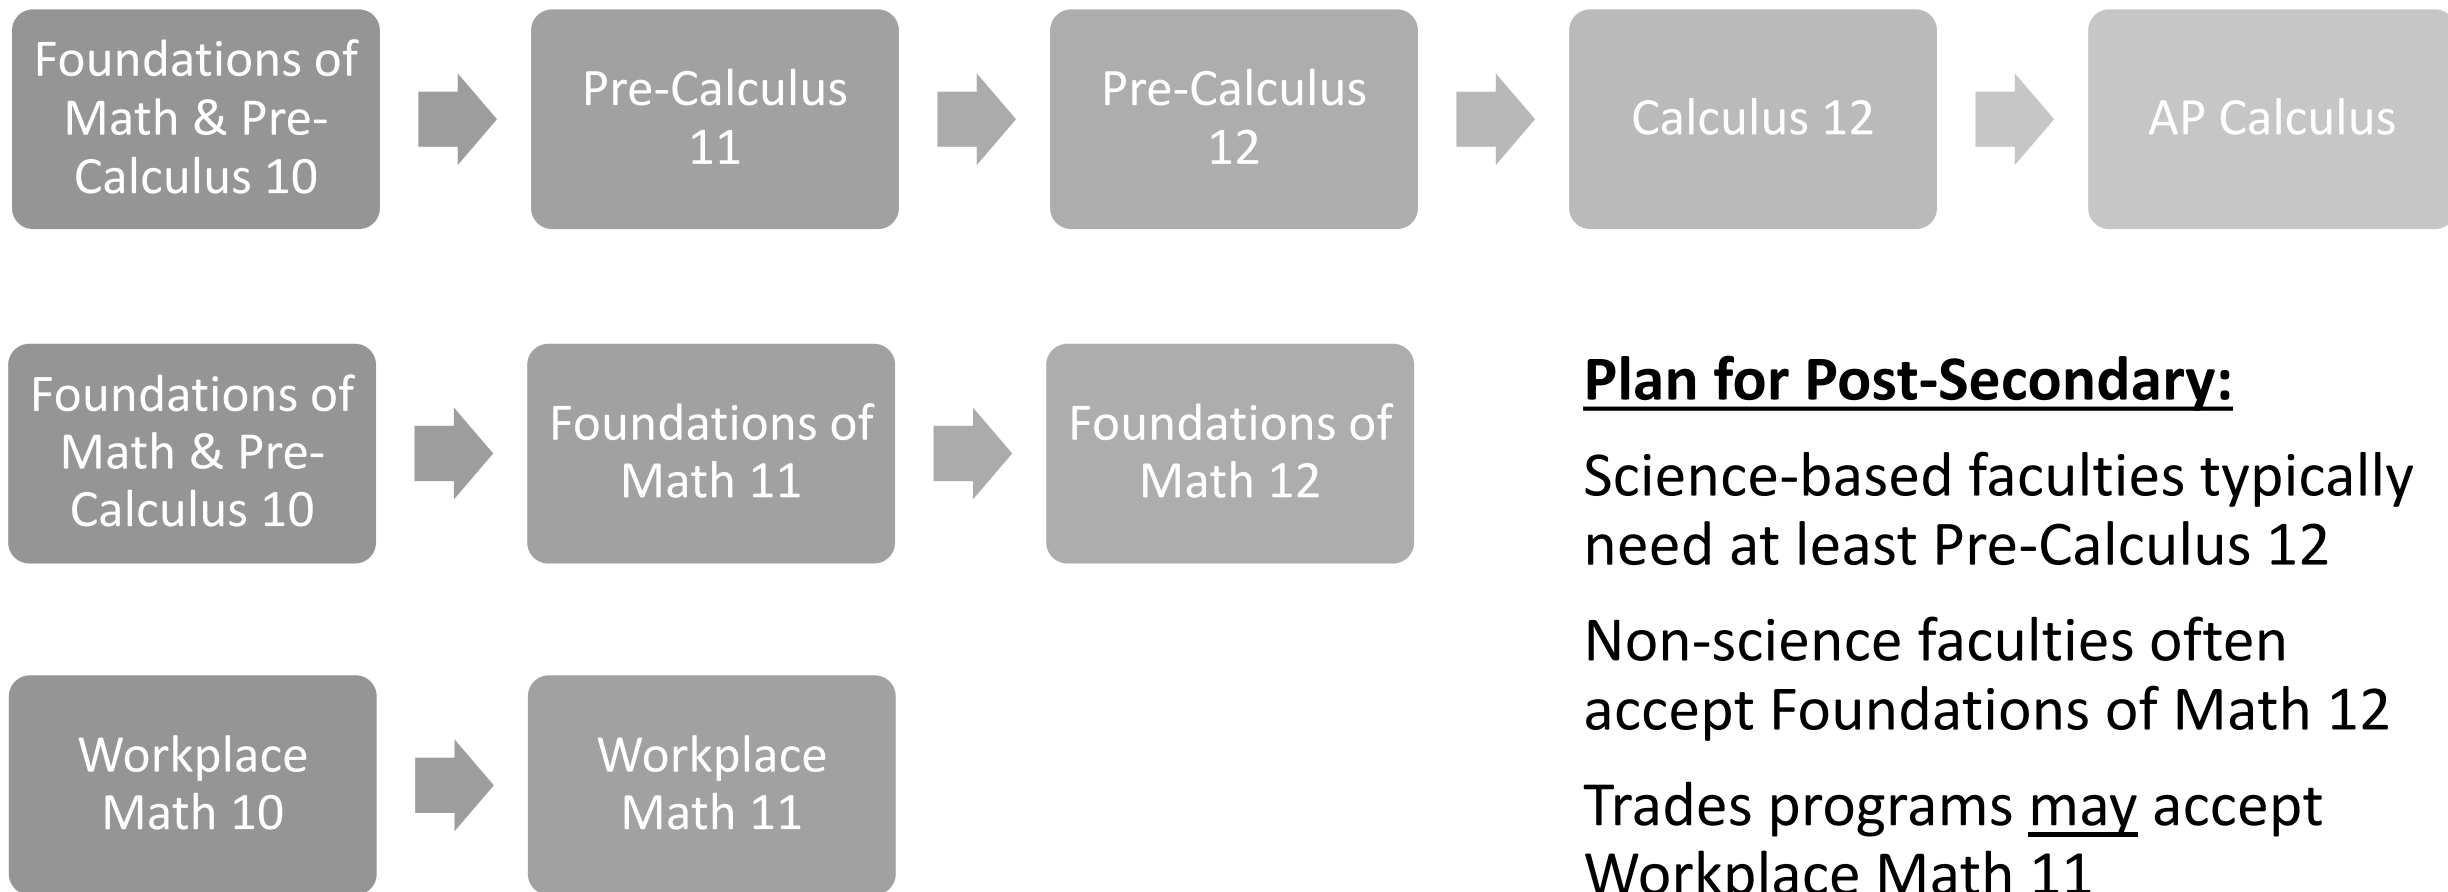 Foundations of
Math & Pre-
Calculus 10
Pre-Calculus
11
Pre-Calculus
12
Calculus 12
AP Calculus
Foundations of
Math & Pre-
Calculus 10
Foundations of
Math 11
Foundations of
Math 12
Workplace
Math 10
Workplace
Math 11
Plan for Post-Secondary:
Science-based faculties typically
need at least Pre-Calculus 12
Non-science faculties often
accept Foundations of Math 12
Trades programs may accept
Workplace Math 11